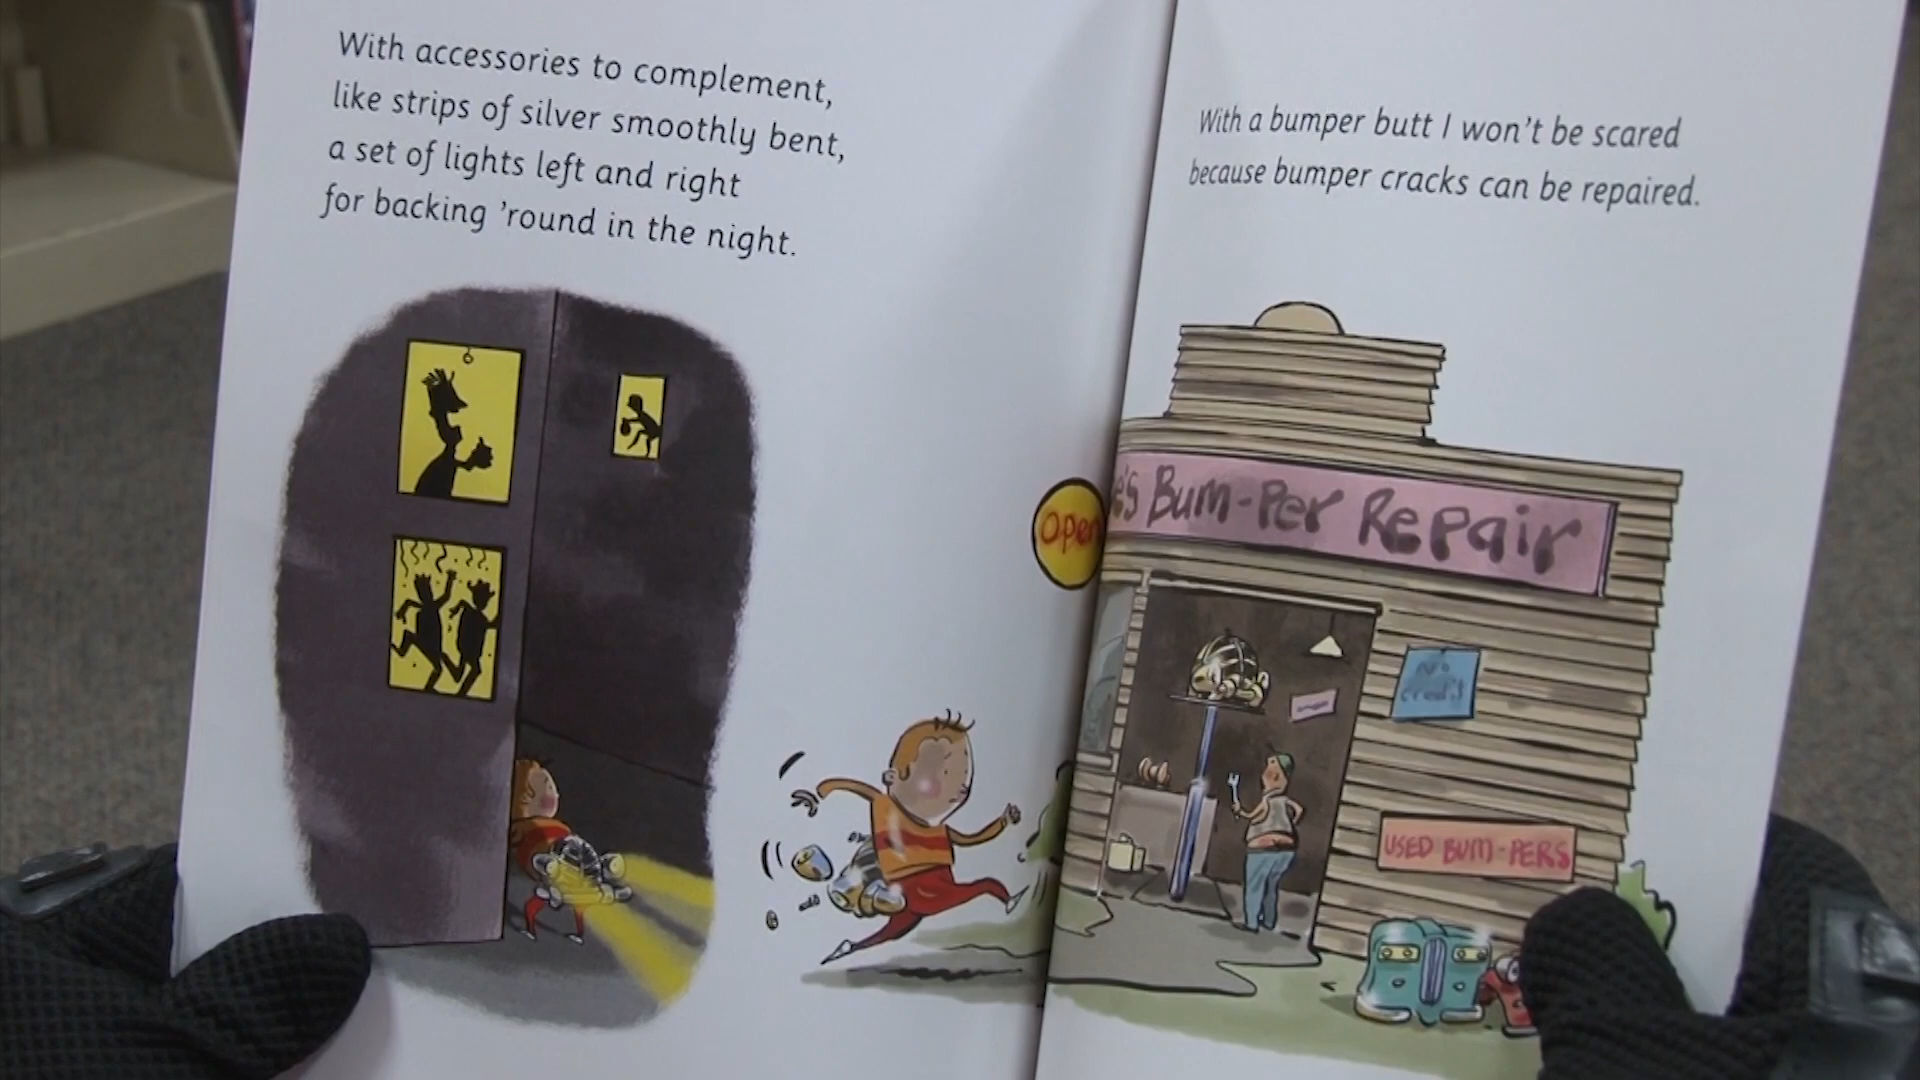 With accessories to complement,
like strips of silver smoothly bent,
a set of lights left and right
for backing 'round in the night.
With a bumper butt I won't be scared
because bumper cracks can be repaired.
Open
e's Bum-Per Repair
No
credit
USED BUM-PERS